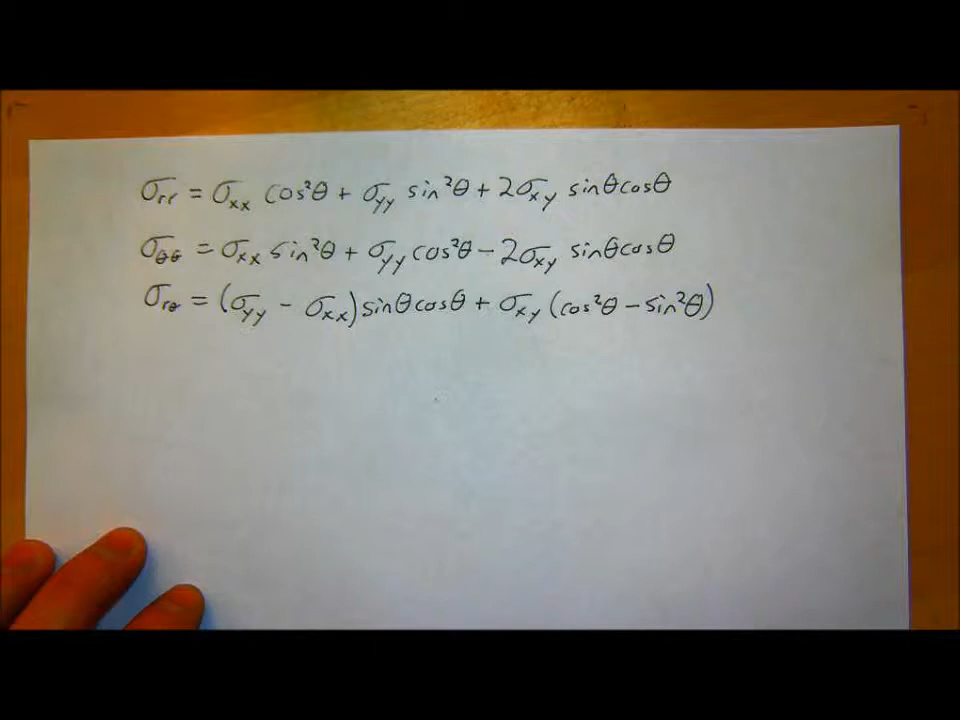 σrr = σxx cos²θ + σyy sin²θ + 2σxy sinθcosθ
σθθ = σxx sin²θ + σyy cos²θ − 2σxy sinθcosθ
σrθ = (σyy − σxx) sinθcosθ + σxy (cos²θ − sin²θ)